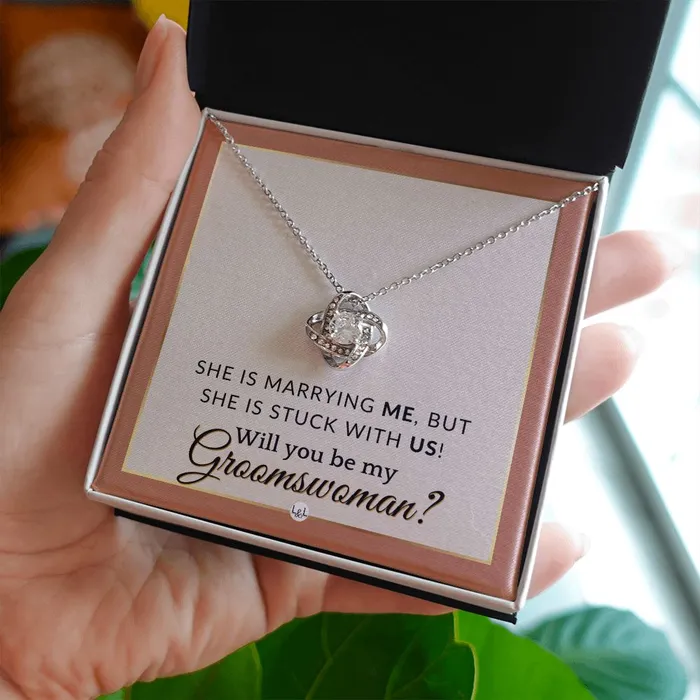 SHE IS MARRYING ME, BUT
SHE IS STUCK WITH US!
Will you be my
Groomswoman?
L&L